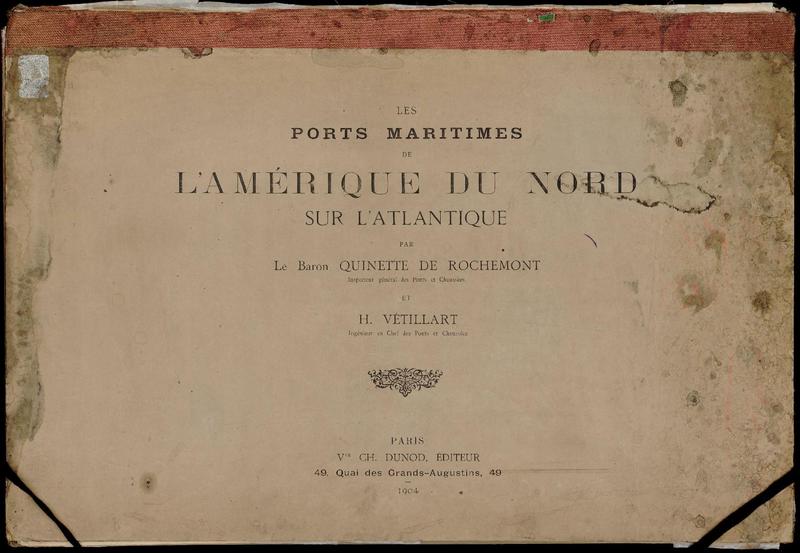 LES
PORTS MARITIMES
DE
L'AMÉRIQUE DU NORD
SUR L'ATLANTIQUE
PAR
Le Baron QUINETTE DE ROCHEMONT
Inspecteur général des Ponts et Chaussées
ET
H. VÉTILLART
Ingénieur en Chef des Ponts et Chaussées
PARIS
Vve CH. DUNOD, ÉDITEUR
49, Quai des Grands-Augustins, 49
1904